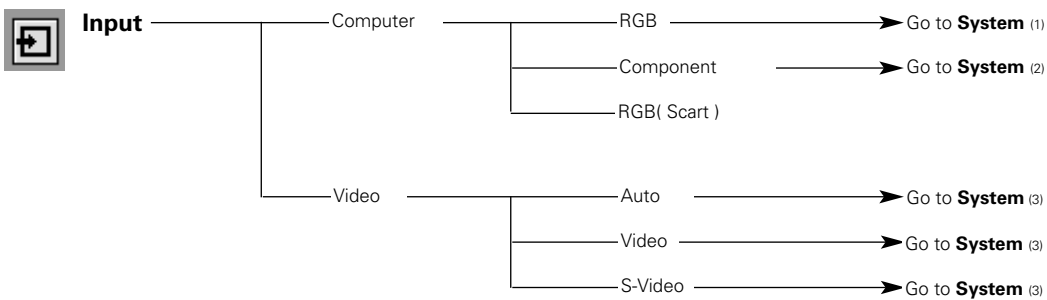 Input Computer RGB Go to System (1)
Component Go to System (2)
RGB( Scart )
Video Auto Go to System (3)
Video Go to System (3)
S-Video Go to System (3)